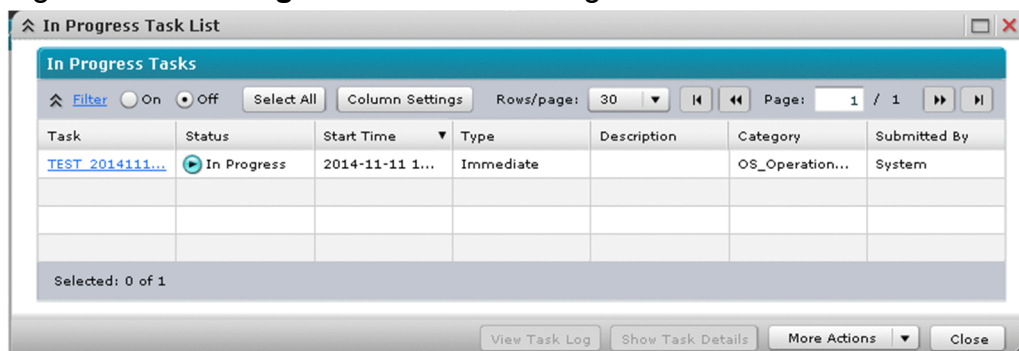 In Progress Task List
In Progress Tasks
Filter On Off Select All Column Settings Rows/page: 30 Page: 1 / 1
Task Status Start Time Type Description Category Submitted By
TEST_2014111... In Progress 2014-11-11 1... Immediate OS_Operation... System
Selected: 0 of 1
View Task Log Show Task Details More Actions Close